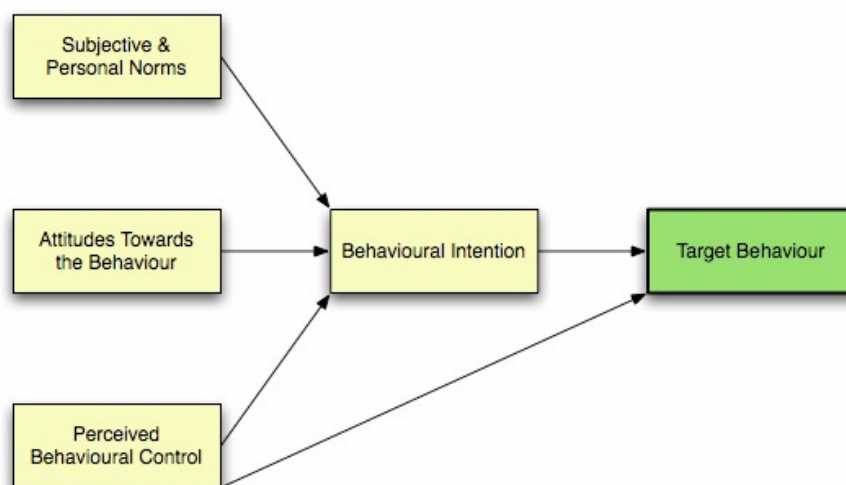 Subjective &
Personal Norms
Attitudes Towards
the Behaviour
Behavioural Intention
Target Behaviour
Perceived
Behavioural Control